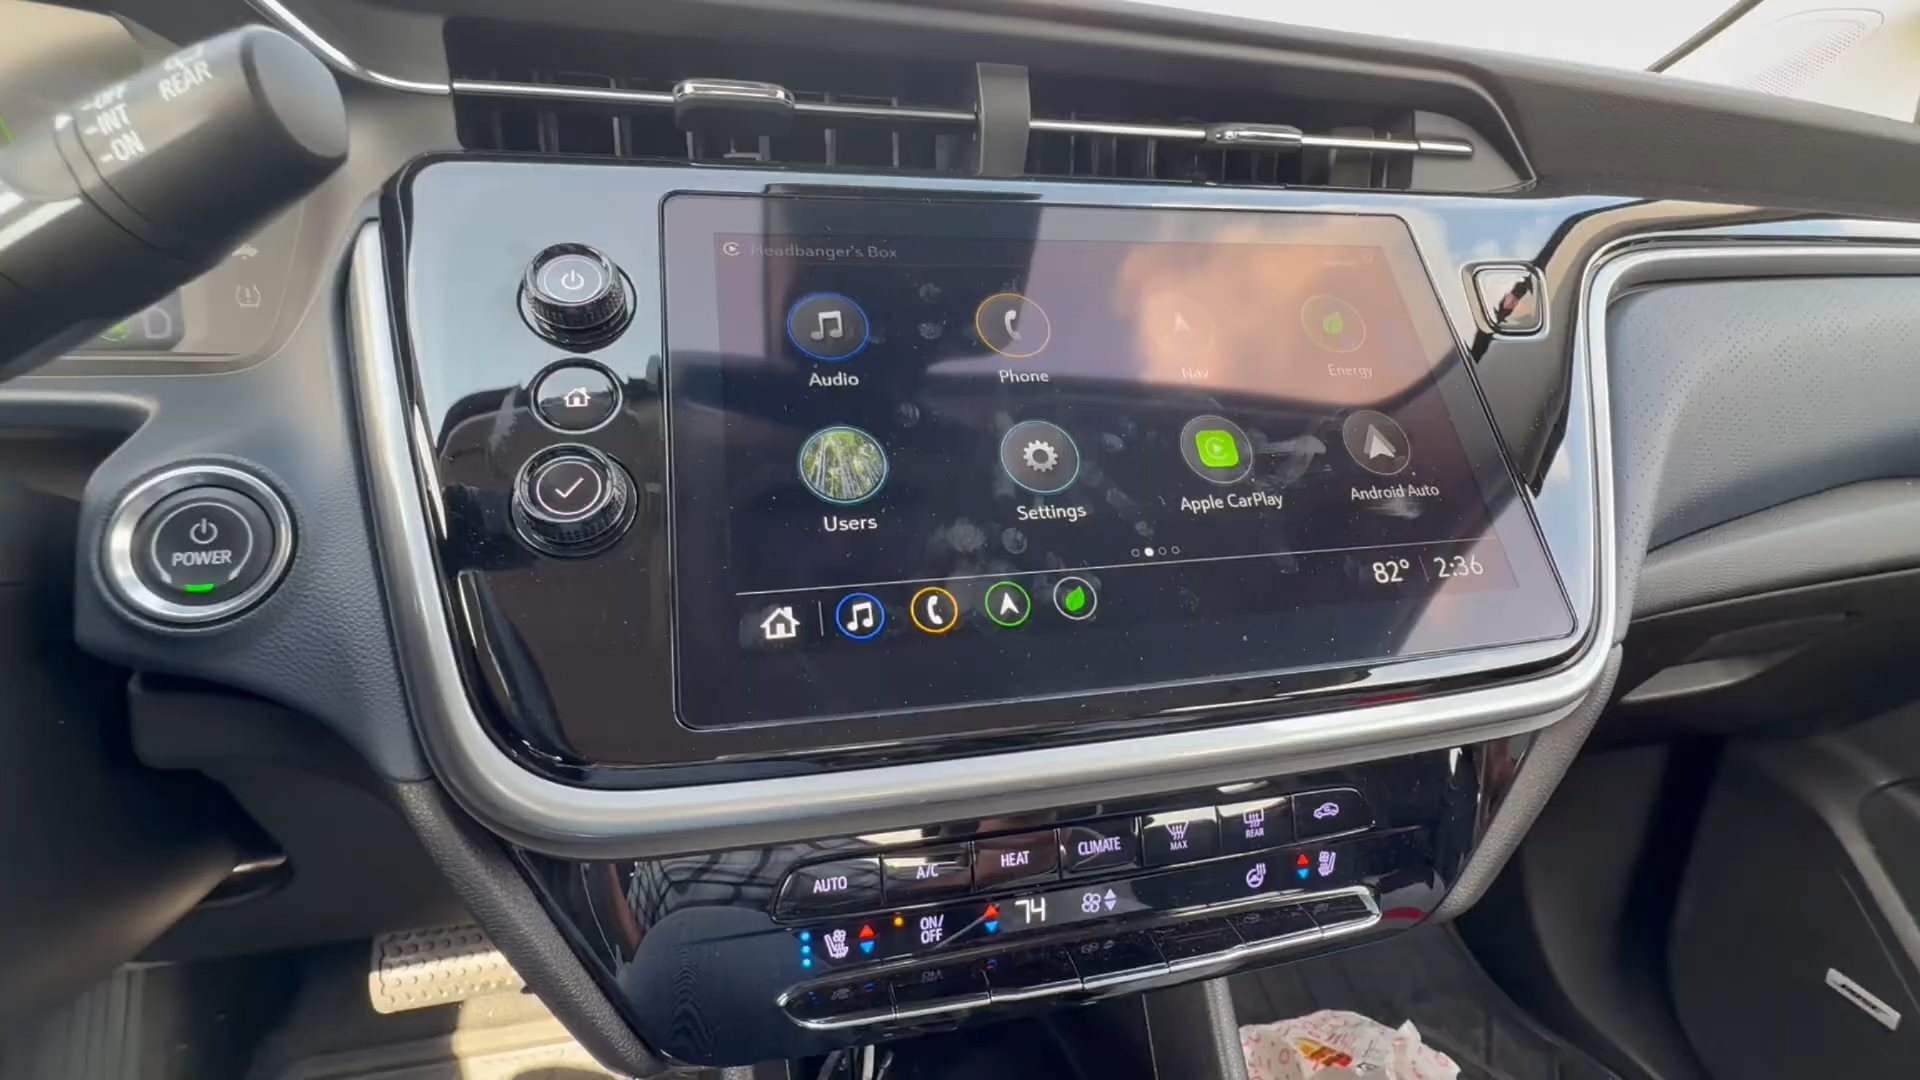 REAR
OFF
INT
ON
Headbanger's Box
Audio
Phone
Nav
Energy
Users
Settings
Apple CarPlay
Android Auto
82° 2:36
POWER
AUTO
A/C
HEAT
CLIMATE
MAX
REAR
ON/
OFF
74